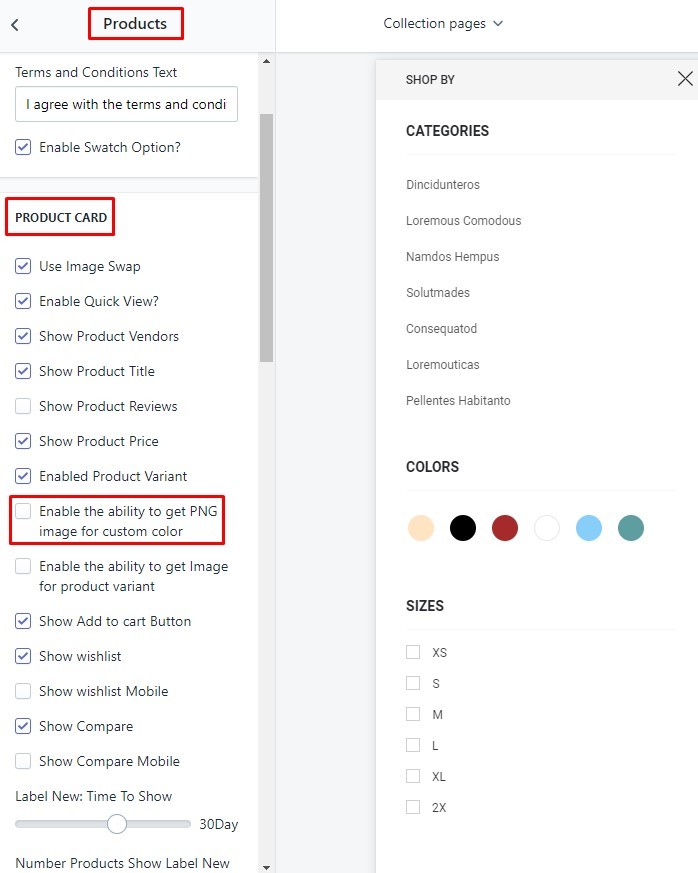 Products
Collection pages
Terms and Conditions Text
I agree with the terms and condi
Enable Swatch Option?
PRODUCT CARD
Use Image Swap
Enable Quick View?
Show Product Vendors
Show Product Title
Show Product Reviews
Show Product Price
Enabled Product Variant
Enable the ability to get PNG
image for custom color
Enable the ability to get Image
for product variant
Show Add to cart Button
Show wishlist
Show wishlist Mobile
Show Compare
Show Compare Mobile
Label New: Time To Show
30Day
Number Products Show Label New
SHOP BY
CATEGORIES
Dincidunteros
Loremous Comodous
Namdos Hempus
Solutmades
Consequatod
Loremouticas
Pellentes Habitanto
COLORS
SIZES
XS
S
M
L
XL
2X